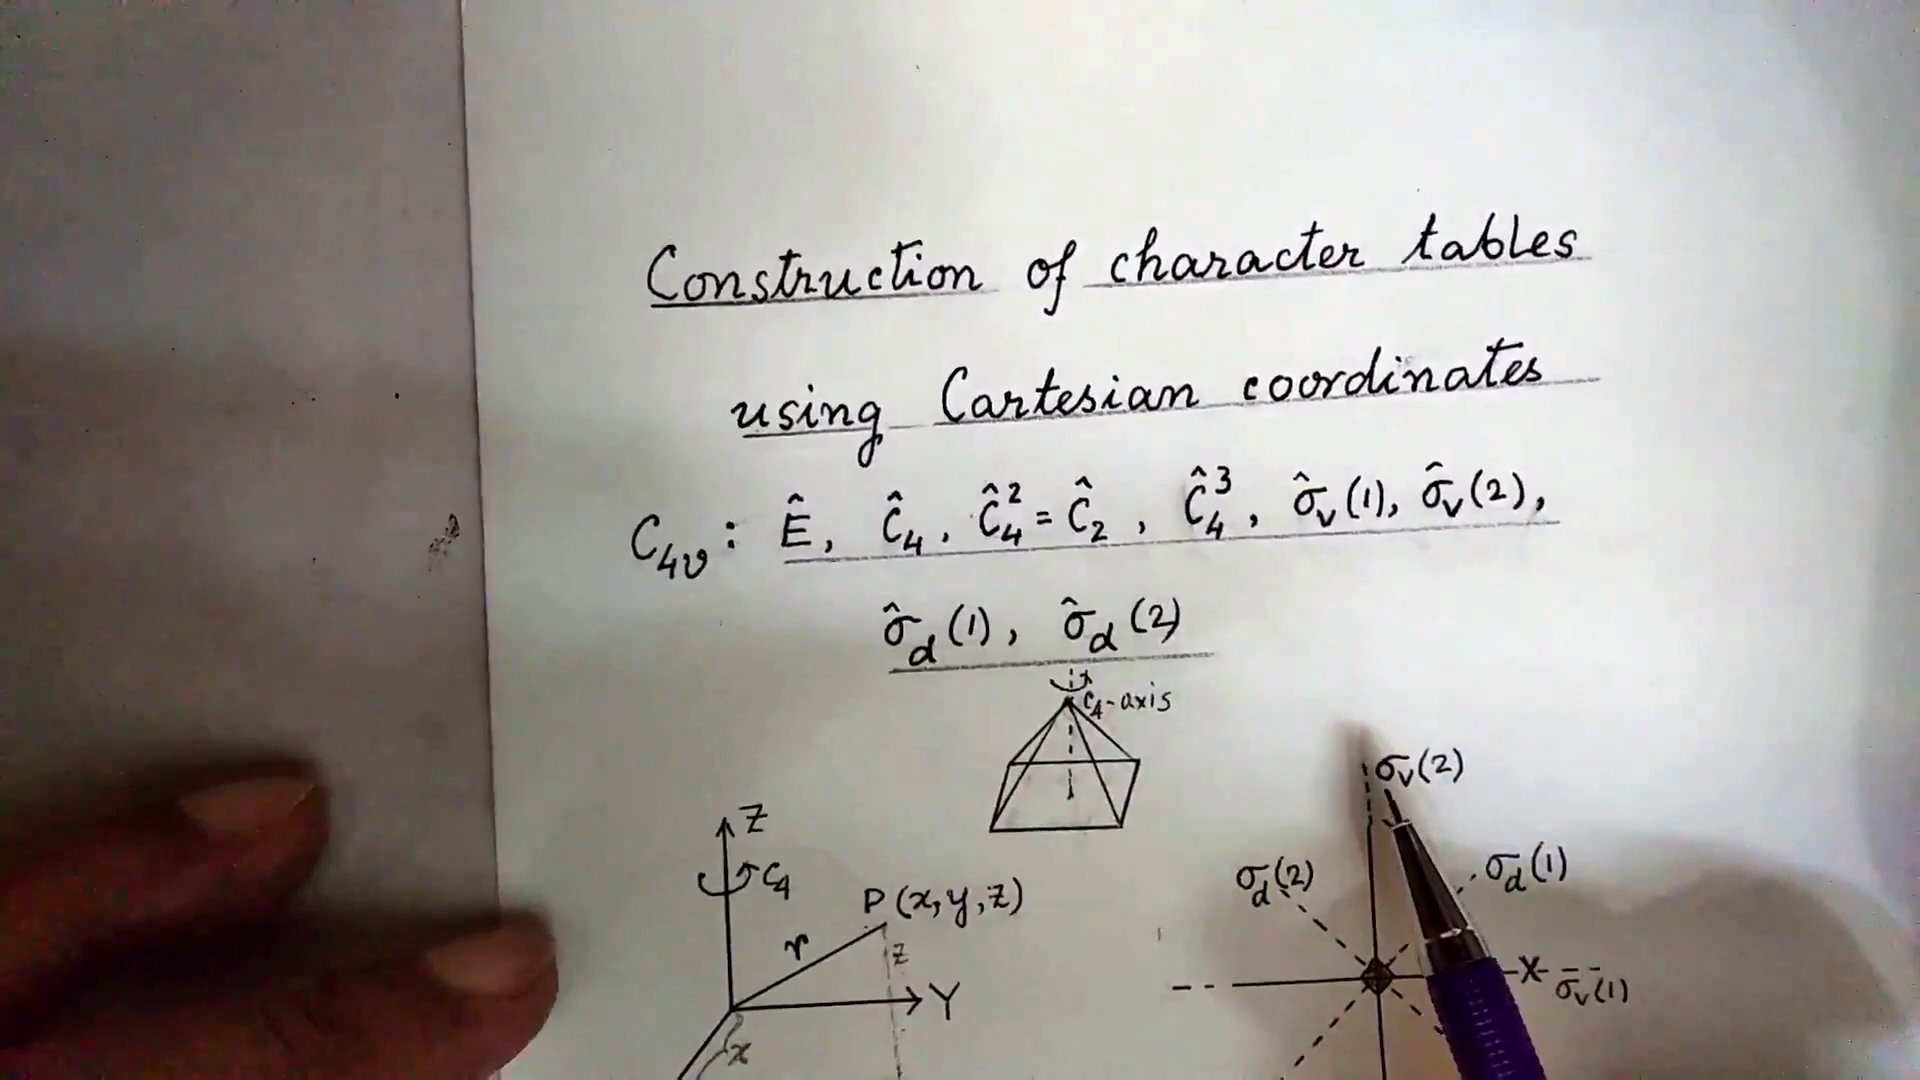 Construction of character tables
using Cartesian coordinates
C₄ᵥ : Ê, Ĉ₄, Ĉ₄² = Ĉ₂, Ĉ₄³, σ̂ᵥ(1), σ̂ᵥ(2),
σ̂d(1), σ̂d(2)
C₄-axis
σᵥ(2)
Z
C₄
P (x, y, z)
σd(2)
σd(1)
r
z
X
σᵥ(1)
Y
x